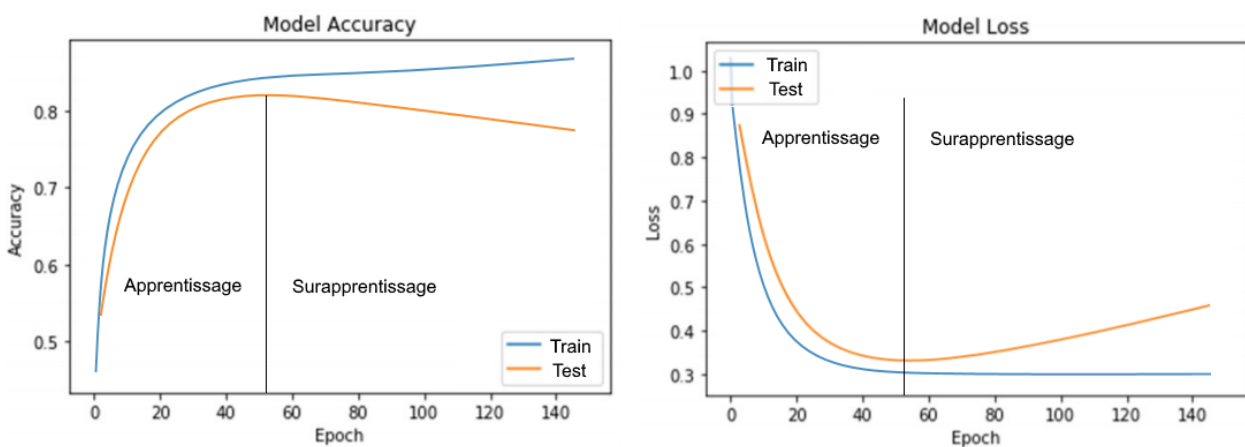 Model Accuracy
0.8
0.7
0.6
0.5
Accuracy
Apprentissage
Surapprentissage
Train
Test
0 20 40 60 80 100 120 140
Epoch
Model Loss
1.0
0.9
0.8
0.7
0.6
0.5
0.4
0.3
Loss
Train
Test
Apprentissage
Surapprentissage
0 20 40 60 80 100 120 140
Epoch